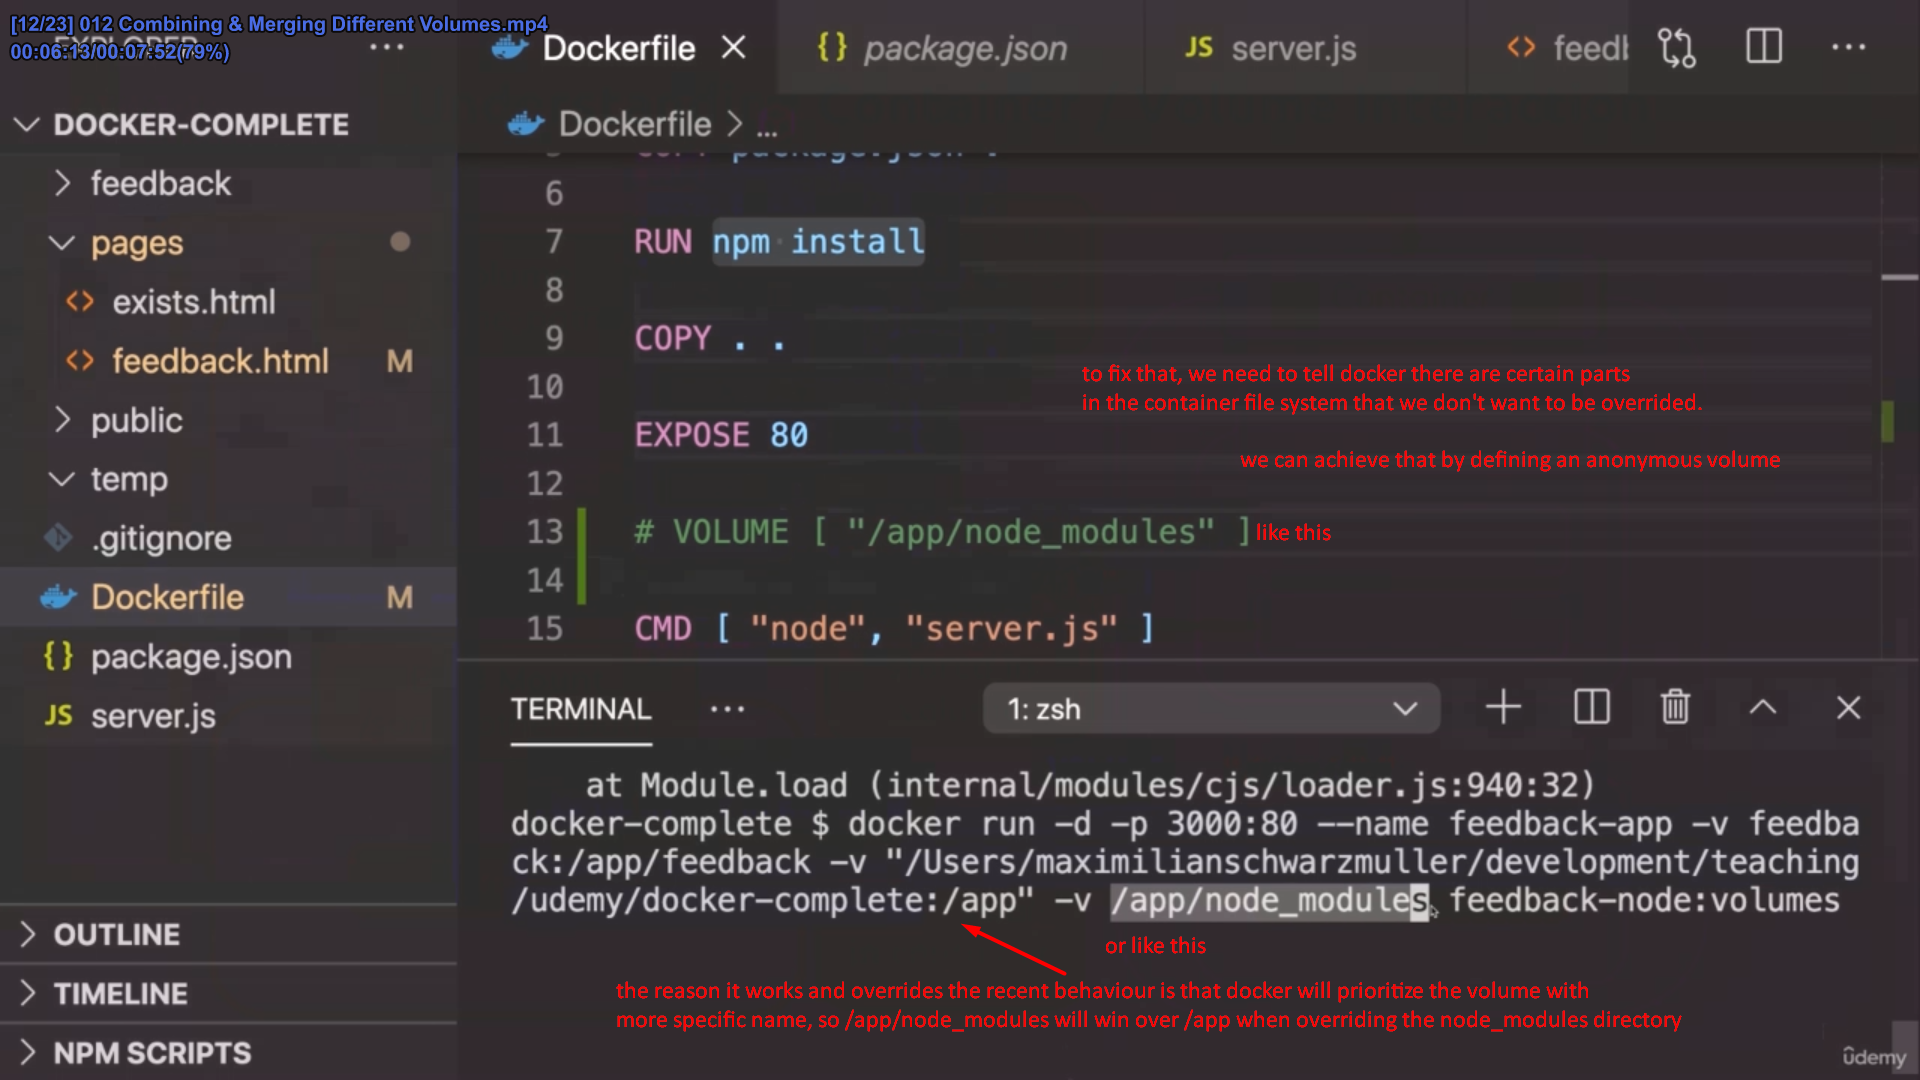 [12/23] 012 Combining & Merging Different Volumes.mp4
00:06:13/00:07:52(79%)
EXPLORER
Dockerfile
package.json
server.js
feedb
DOCKER-COMPLETE
Dockerfile > ...
feedback
pages
exists.html
feedback.html M
public
temp
.gitignore
Dockerfile M
package.json
server.js
OUTLINE
TIMELINE
NPM SCRIPTS
COPY package.json .
6
7 RUN npm install
8
9 COPY . .
10
11 EXPOSE 80
12
13 # VOLUME [ "/app/node_modules" ]
14
15 CMD [ "node", "server.js" ]
to fix that, we need to tell docker there are certain parts
in the container file system that we don't want to be overrided.
we can achieve that by defining an anonymous volume
like this
TERMINAL
1: zsh
at Module.load (internal/modules/cjs/loader.js:940:32)
docker-complete $ docker run -d -p 3000:80 --name feedback-app -v feedba
ck:/app/feedback -v "/Users/maximilianschwarzmuller/development/teaching
/udemy/docker-complete:/app" -v /app/node_modules feedback-node:volumes
or like this
the reason it works and overrides the recent behaviour is that docker will prioritize the volume with
more specific name, so /app/node_modules will win over /app when overriding the node_modules directory
udemy